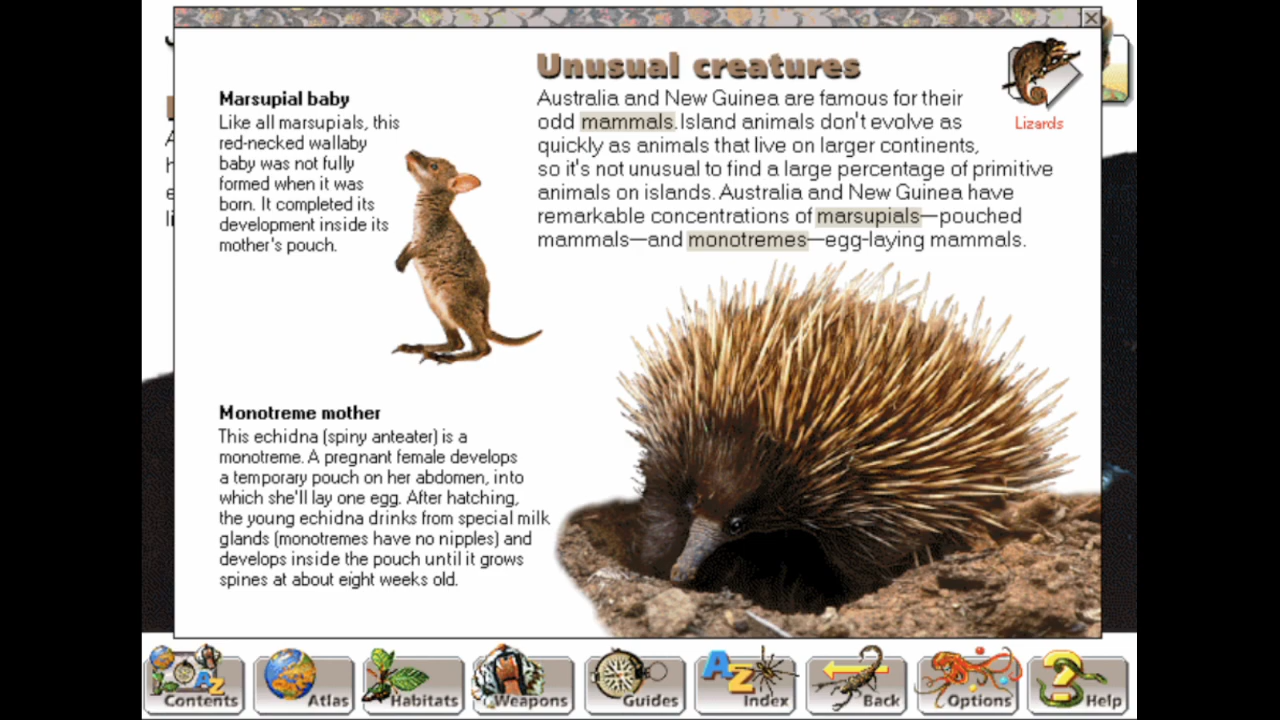 Unusual creatures
Australia and New Guinea are famous for their
odd mammals. Island animals don't evolve as
quickly as animals that live on larger continents,
so it's not unusual to find a large percentage of primitive
animals on islands. Australia and New Guinea have
remarkable concentrations of marsupials—pouched
mammals—and monotremes—egg-laying mammals.
Lizards
Marsupial baby
Like all marsupials, this
red-necked wallaby
baby was not fully
formed when it was
born. It completed its
development inside its
mother's pouch.
Monotreme mother
This echidna (spiny anteater) is a
monotreme. A pregnant female develops
a temporary pouch on her abdomen, into
which she'll lay one egg. After hatching,
the young echidna drinks from special milk
glands (monotremes have no nipples) and
develops inside the pouch until it grows
spines at about eight weeks old.
Contents
Atlas
Habitats
Weapons
Guides
AZ Index
Back
Options
? Help